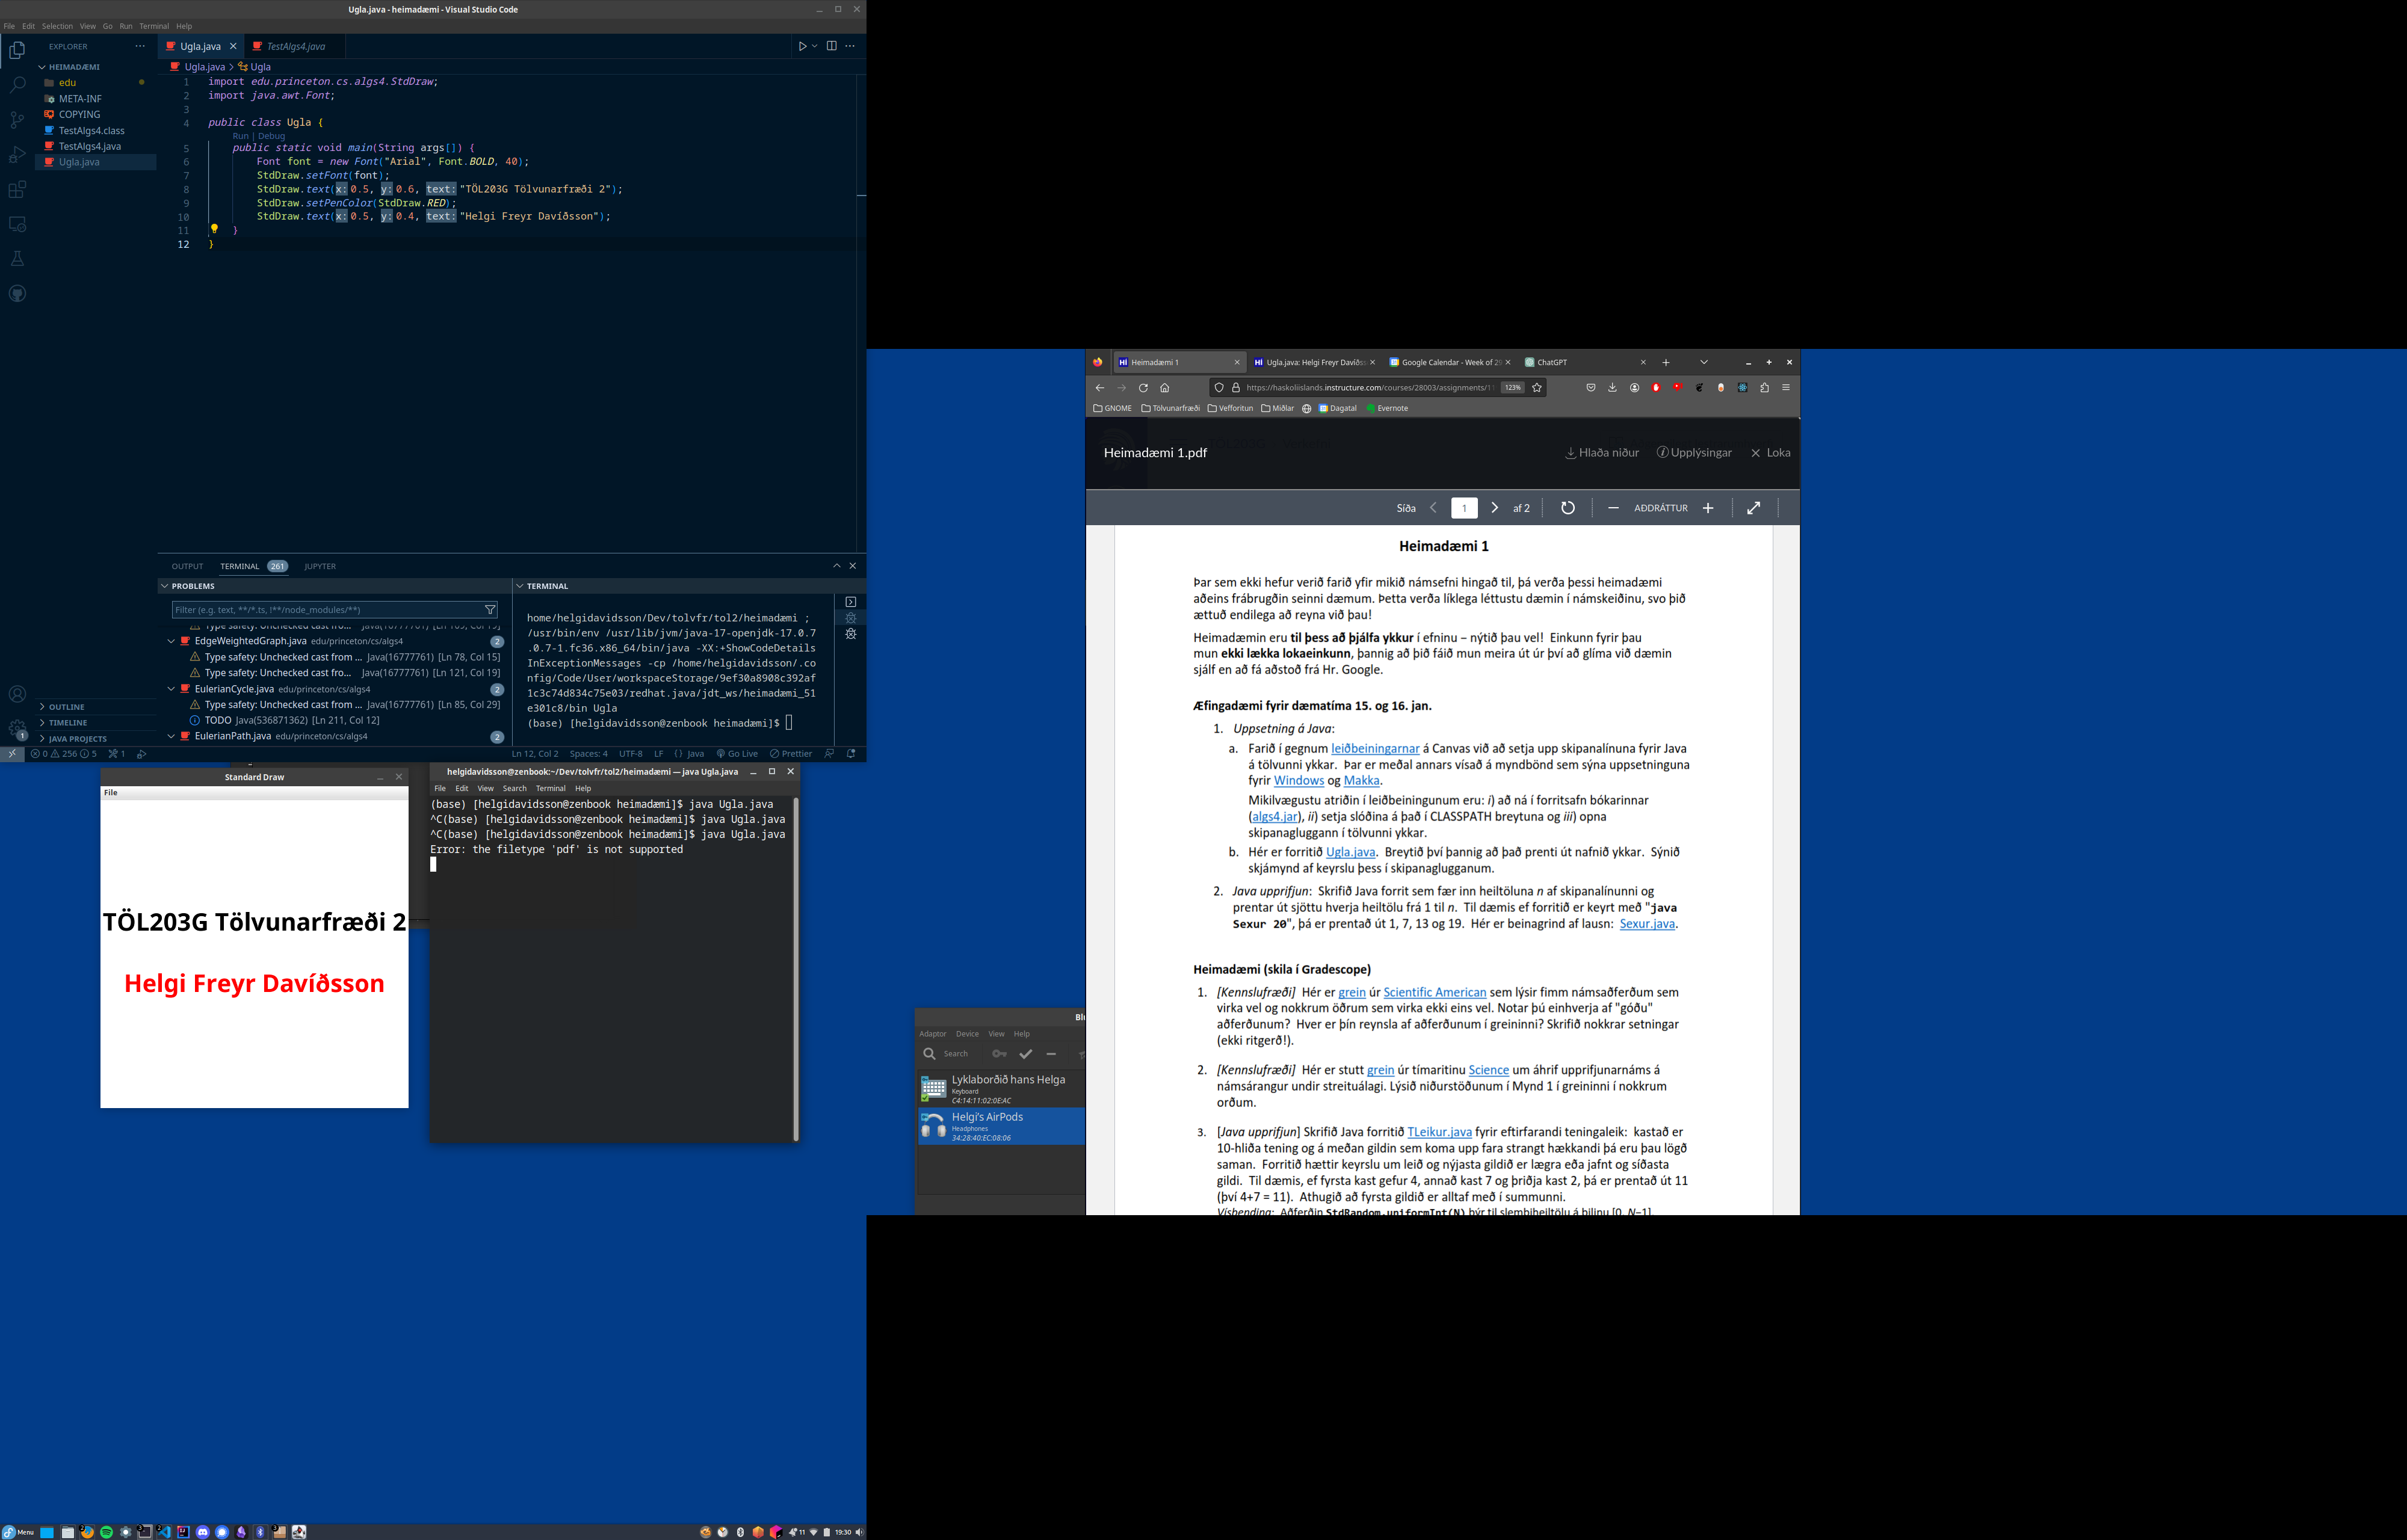 Ugla.java - heimadæmi - Visual Studio Code
File Edit Selection View Go Run Terminal Help
EXPLORER
HEIMADÆMI
edu
META-INF
COPYING
TestAlgs4.class
TestAlgs4.java
Ugla.java
OUTLINE
TIMELINE
JAVA PROJECTS
Ugla.java TestAlgs4.java
Ugla.java > Ugla
1 import edu.princeton.cs.algs4.StdDraw;
2 import java.awt.Font;
3
4 public class Ugla {
Run | Debug
5 public static void main(String args[]) {
6 Font font = new Font("Arial", Font.BOLD, 40);
7 StdDraw.setFont(font);
8 StdDraw.text(x: 0.5, y: 0.6, text: "TÖL203G Tölvunarfræði 2");
9 StdDraw.setPenColor(StdDraw.RED);
10 StdDraw.text(x: 0.5, y: 0.4, text: "Helgi Freyr Davíðsson");
11 }
12 }
OUTPUT TERMINAL 261 JUPYTER
PROBLEMS
Filter (e.g. text, **/*.ts, !**/node_modules/**)
EdgeWeightedGraph.java edu/princeton/cs/algs4 2
Type safety: Unchecked cast from ... Java(16777761) [Ln 78, Col 15]
Type safety: Unchecked cast fro... Java(16777761) [Ln 121, Col 19]
EulerianCycle.java edu/princeton/cs/algs4 2
Type safety: Unchecked cast from ... Java(16777761) [Ln 85, Col 29]
TODO Java(536871362) [Ln 211, Col 12]
EulerianPath.java edu/princeton/cs/algs4 2
TERMINAL
home/helgidavidsson/Dev/tolvfr/tol2/heimadæmi ;
/usr/bin/env /usr/lib/jvm/java-17-openjdk-17.0.7
.0.7-1.fc36.x86_64/bin/java -XX:+ShowCodeDetails
InExceptionMessages -cp /home/helgidavidsson/.co
nfig/Code/User/workspaceStorage/9ef30a8908c392af
1c3c74d834c75e03/redhat.java/jdt_ws/heimadæmi_51
e301c8/bin Ugla
(base) [helgidavidsson@zenbook heimadæmi]$
1
0 256 5 1
Ln 12, Col 2 Spaces: 4 UTF-8 LF {} Java Go Live Prettier
Standard Draw
File
TÖL203G Tölvunarfræði 2
Helgi Freyr Davíðsson
helgidavidsson@zenbook:~/Dev/tolvfr/tol2/heimadæmi — java Ugla.java
File Edit View Search Terminal Help
(base) [helgidavidsson@zenbook heimadæmi]$ java Ugla.java
^C(base) [helgidavidsson@zenbook heimadæmi]$ java Ugla.java
^C(base) [helgidavidsson@zenbook heimadæmi]$ java Ugla.java
Error: the filetype 'pdf' is not supported
Adaptor Device View Help
Search
Lyklaborðið hans Helga
Keyboard
C4:14:11:02:0E:AC
Helgi's AirPods
Headphones
34:28:40:EC:08:06
Heimadæmi 1 Ugla.java: Helgi Freyr Davíðss Google Calendar - Week of 29 ChatGPT
https://haskoliislands.instructure.com/courses/28003/assignments/11 123%
GNOME Tölvunarfræði Vefforitun Miðlar Dagatal Evernote
Heimadæmi 1.pdf Hlaða niður Upplýsingar Loka
Síða 1 af 2 AÐDRÁTTUR
Heimadæmi 1
Þar sem ekki hefur verið farið yfir mikið námsefni hingað til, þá verða þessi heimadæmi
aðeins frábrugðin seinni dæmum. Þetta verða líklega léttustu dæmin í námskeiðinu, svo þið
ættuð endilega að reyna við þau!
Heimadæmin eru til þess að þjálfa ykkur í efninu – nýtið þau vel! Einkunn fyrir þau
mun ekki lækka lokaeinkunn, þannig að þið fáið mun meira út úr því að glíma við dæmin
sjálf en að fá aðstoð frá Hr. Google.
Æfingadæmi fyrir dæmatíma 15. og 16. jan.
1. Uppsetning á Java:
a. Farið í gegnum leiðbeiningarnar á Canvas við að setja upp skipanalínuna fyrir Java
á tölvunni ykkar. Þar er meðal annars vísað á myndbönd sem sýna uppsetninguna
fyrir Windows og Makka.
Mikilvægustu atriðin í leiðbeiningunum eru: i) að ná í forritsafn bókarinnar
(algs4.jar), ii) setja slóðina á það í CLASSPATH breytuna og iii) opna
skipanagluggann í tölvunni ykkar.
b. Hér er forritið Ugla.java. Breytið því þannig að það prenti út nafnið ykkar. Sýnið
skjámynd af keyrslu þess í skipanaglugganum.
2. Java upprifjun: Skrifið Java forrit sem fær inn heiltöluna n af skipanalínunni og
prentar út sjöttu hverja heiltölu frá 1 til n. Til dæmis ef forritið er keyrt með "java
Sexur 20", þá er prentað út 1, 7, 13 og 19. Hér er beinagrind af lausn: Sexur.java.
Heimadæmi (skila í Gradescope)
1. [Kennslufræði] Hér er grein úr Scientific American sem lýsir fimm námsaðferðum sem
virka vel og nokkrum öðrum sem virka ekki eins vel. Notar þú einhverja af "góðu"
aðferðunum? Hver er þín reynsla af aðferðunum í greininni? Skrifið nokkrar setningar
(ekki ritgerð!).
2. [Kennslufræði] Hér er stutt grein úr tímaritinu Science um áhrif upprifjunarnáms á
námsárangur undir streituálagi. Lýsið niðurstöðunum í Mynd 1 í greininni í nokkrum
orðum.
3. [Java upprifjun] Skrifið Java forritið TLeikur.java fyrir eftirfarandi teningaleik: kastað er
10-hliða tening og á meðan gildin sem koma upp fara strangt hækkandi þá eru þau lögð
saman. Forritið hættir keyrslu um leið og nýjasta gildið er lægra eða jafnt og síðasta
gildi. Til dæmis, ef fyrsta kast gefur 4, annað kast 7 og þriðja kast 2, þá er prentað út 11
(því 4+7 = 11). Athugið að fyrsta gildið er alltaf með í summunni.
Vísbending: Aðferðin StdRandom.uniformInt(N) býr til slembiheiltölu á bilinu [0, N–1].
Menu 11 19:30